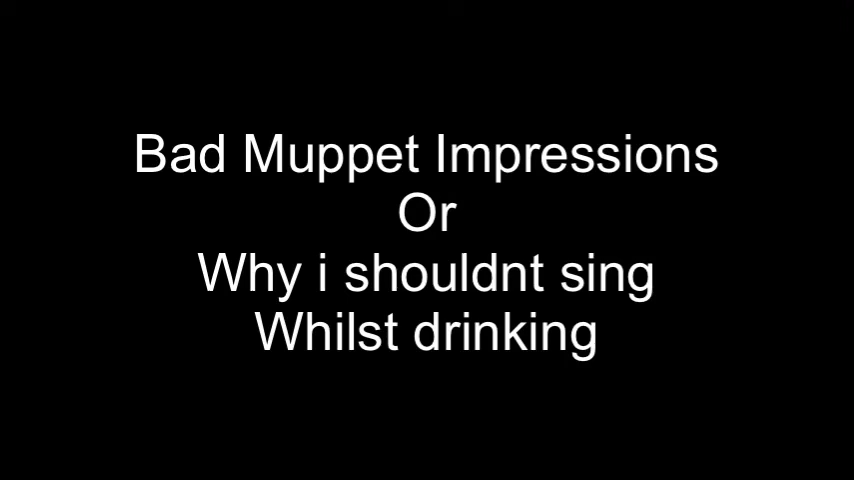 Bad Muppet Impressions
Or
Why i shouldnt sing
Whilst drinking